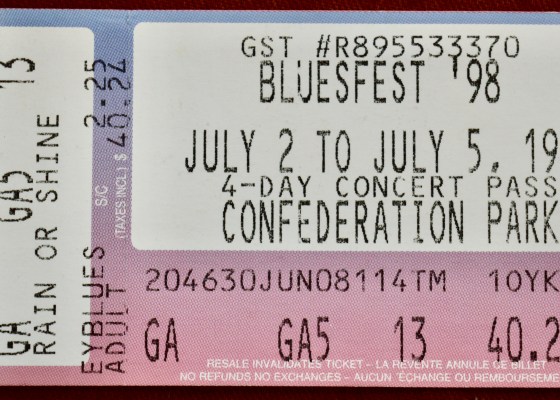 GST #R895533370
BLUESFEST '98
JULY 2 TO JULY 5, 19
4-DAY CONCERT PASS
CONFEDERATION PARK
204630JUN08114TM 10YK
GA GA5 13 40.2
RESALE INVALIDATES TICKET – LA REVENTE ANNULE CE BILLET
NO REFUNDS NO EXCHANGES – AUCUN ÉCHANGE OU REMBOURSEME
GA GA5 13
RAIN OR SHINE
EYBLUES S/C 2.25
ADULT (TAXES INCL.) $ 40.24